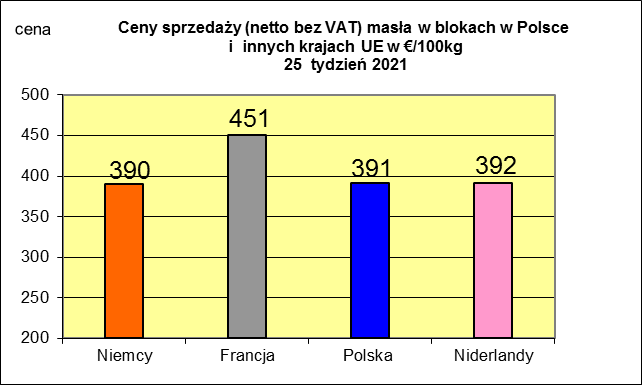 cena
Ceny sprzedaży (netto bez VAT) masła w blokach w Polsce
i innych krajach UE w €/100kg
25 tydzień 2021
500
450
400
350
300
250
200
390
451
391
392
Niemcy
Francja
Polska
Niderlandy